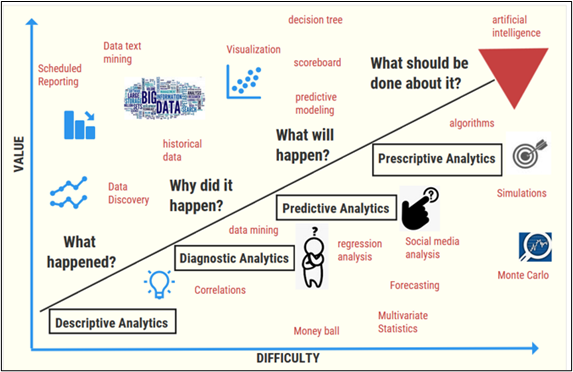 decision tree
artificial
intelligence
Data text
mining
Visualization
Scheduled
Reporting
scoreboard
What should be
done about it?
BIG
DATA
predictive
modeling
historical
data
What will
happen?
algorithms
Prescriptive Analytics
VALUE
Why did it
happen?
Data
Discovery
Simulations
Predictive Analytics
?
What
happened?
data mining
?
regression
analysis
Social media
analysis
Diagnostic Analytics
Correlations
Monte Carlo
Forecasting
Descriptive Analytics
Money ball
Multivariate
Statistics
DIFFICULTY